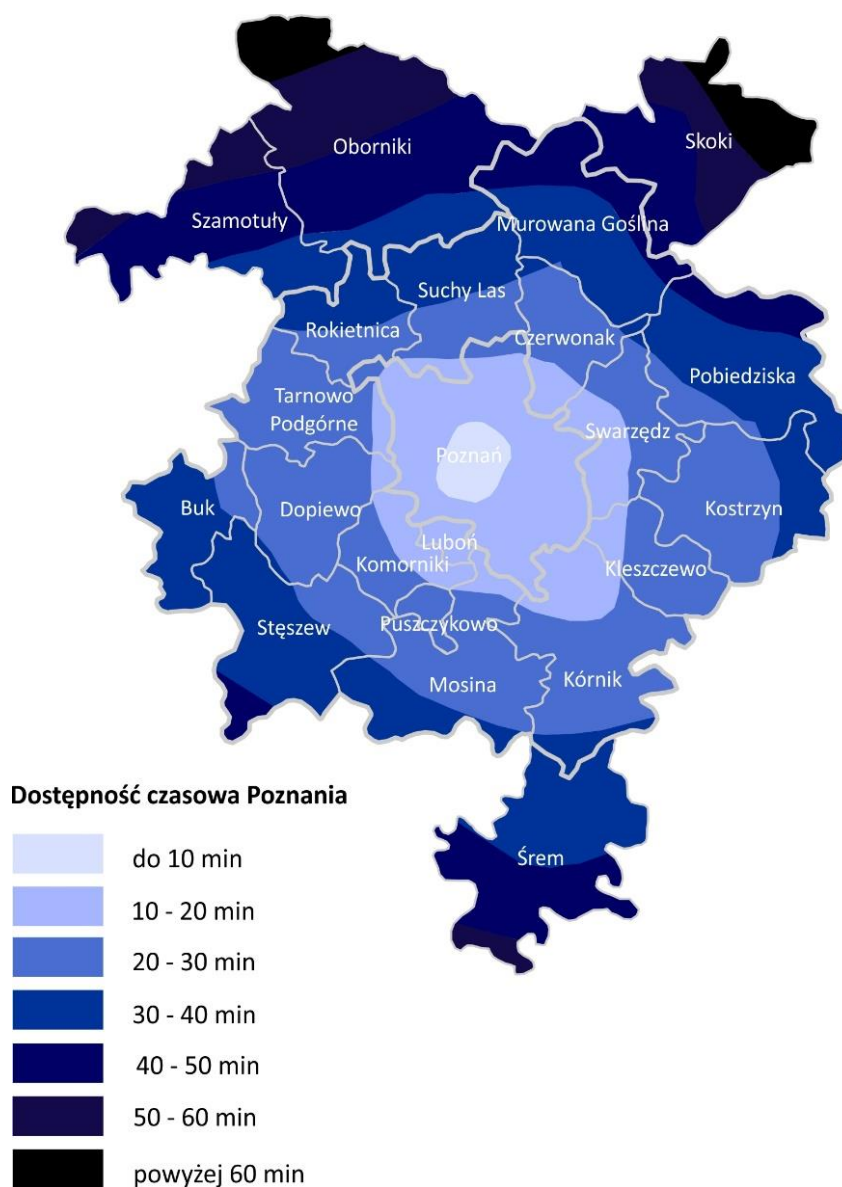 Oborniki
Skoki
Szamotuły
Murowana Goślina
Suchy Las
Rokietnica
Czerwonak
Pobiedziska
Tarnowo
Podgórne
Swarzędz
Poznań
Buk
Dopiewo
Kostrzyn
Luboń
Komorniki
Kleszczewo
Stęszew
Puszczykowo
Mosina
Kórnik
Śrem
Dostępność czasowa Poznania
do 10 min
10 - 20 min
20 - 30 min
30 - 40 min
40 - 50 min
50 - 60 min
powyżej 60 min